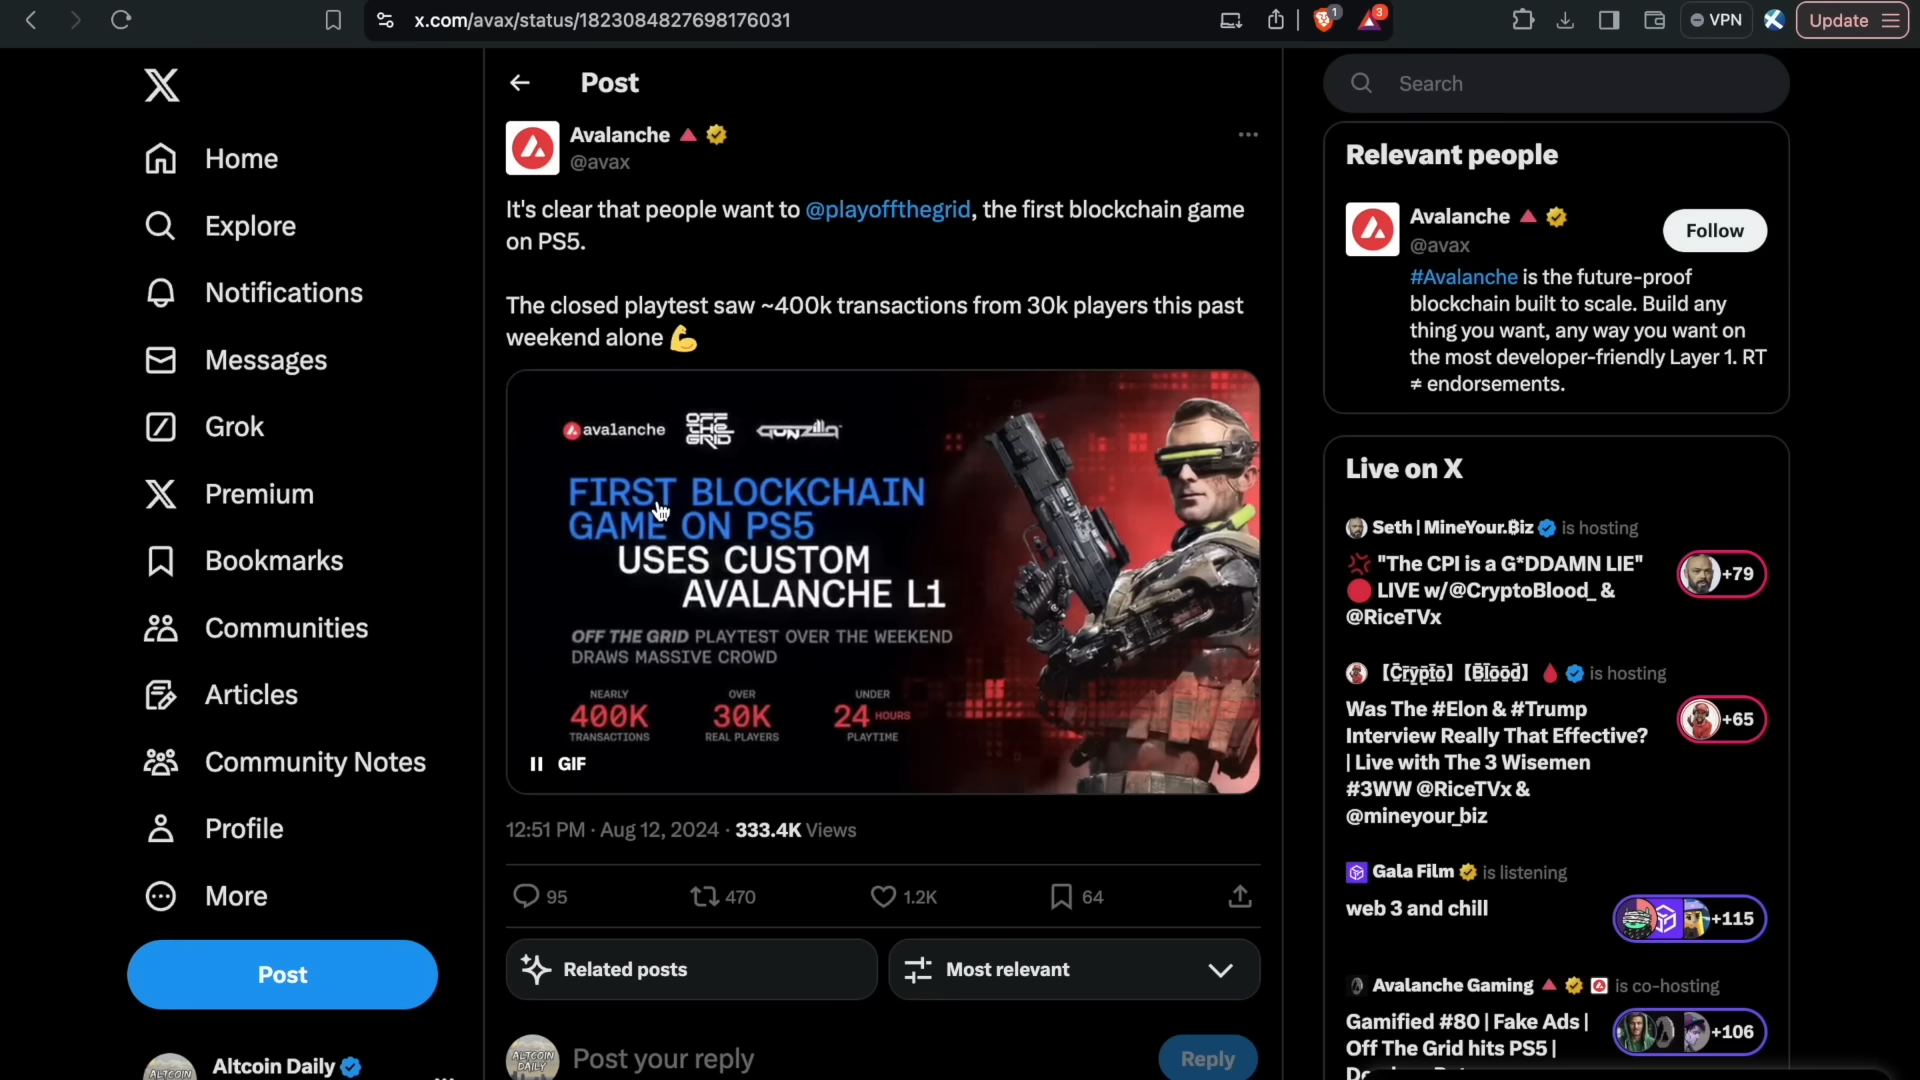 x.com/avax/status/1823084827698176031
1
3
VPN
Update
Home
Explore
Notifications
Messages
Grok
Premium
Bookmarks
Communities
Articles
Community Notes
Profile
More
Post
Altcoin Daily
Post
Avalanche
@avax
It's clear that people want to @playoffthegrid, the first blockchain game
on PS5.
The closed playtest saw ~400k transactions from 30k players this past
weekend alone
avalanche
OFF
THE
GRID
GUNZILLA
FIRST BLOCKCHAIN
GAME ON PS5
USES CUSTOM
AVALANCHE L1
OFF THE GRID PLAYTEST OVER THE WEEKEND
DRAWS MASSIVE CROWD
NEARLY
400K
TRANSACTIONS
OVER
30K
REAL PLAYERS
UNDER
24 HOURS
PLAYTIME
GIF
12:51 PM · Aug 12, 2024 · 333.4K Views
95
470
1.2K
64
Related posts
Most relevant
ALTCOIN
DAILY
Post your reply
Reply
Search
Relevant people
Avalanche
@avax
Follow
#Avalanche is the future-proof
blockchain built to scale. Build any
thing you want, any way you want on
the most developer-friendly Layer 1. RT
≠ endorsements.
Live on X
Seth | MineYour.₿iz is hosting
"The CPI is a G*DDAMN LIE"
LIVE w/@CryptoBlood_ &
@RiceTVx
+79
【C̄r̄ȳp̄t̄ō】【B̄l̄ōōd̄】 is hosting
Was The #Elon & #Trump
Interview Really That Effective?
| Live with The 3 Wisemen
#3WW @RiceTVx &
@mineyour_biz
+65
Gala Film is listening
web 3 and chill
+115
Avalanche Gaming is co-hosting
Gamified #80 | Fake Ads |
Off The Grid hits PS5 |
+106